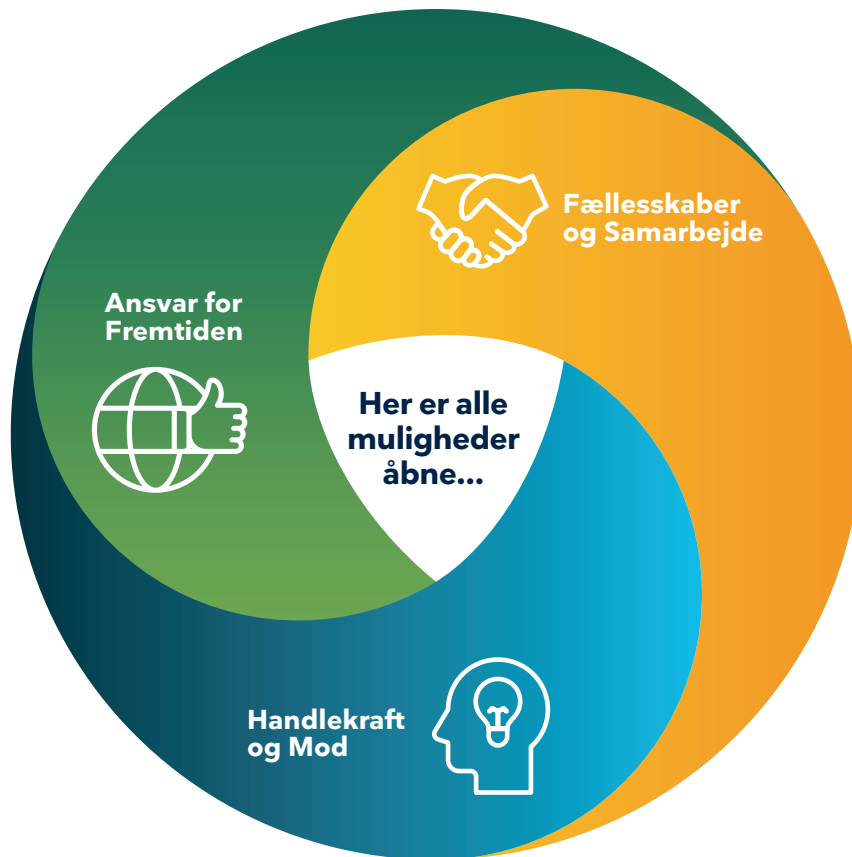 Fællesskaber
og Samarbejde
Ansvar for
Fremtiden
Her er alle
muligheder
åbne...
Handlekraft
og Mod